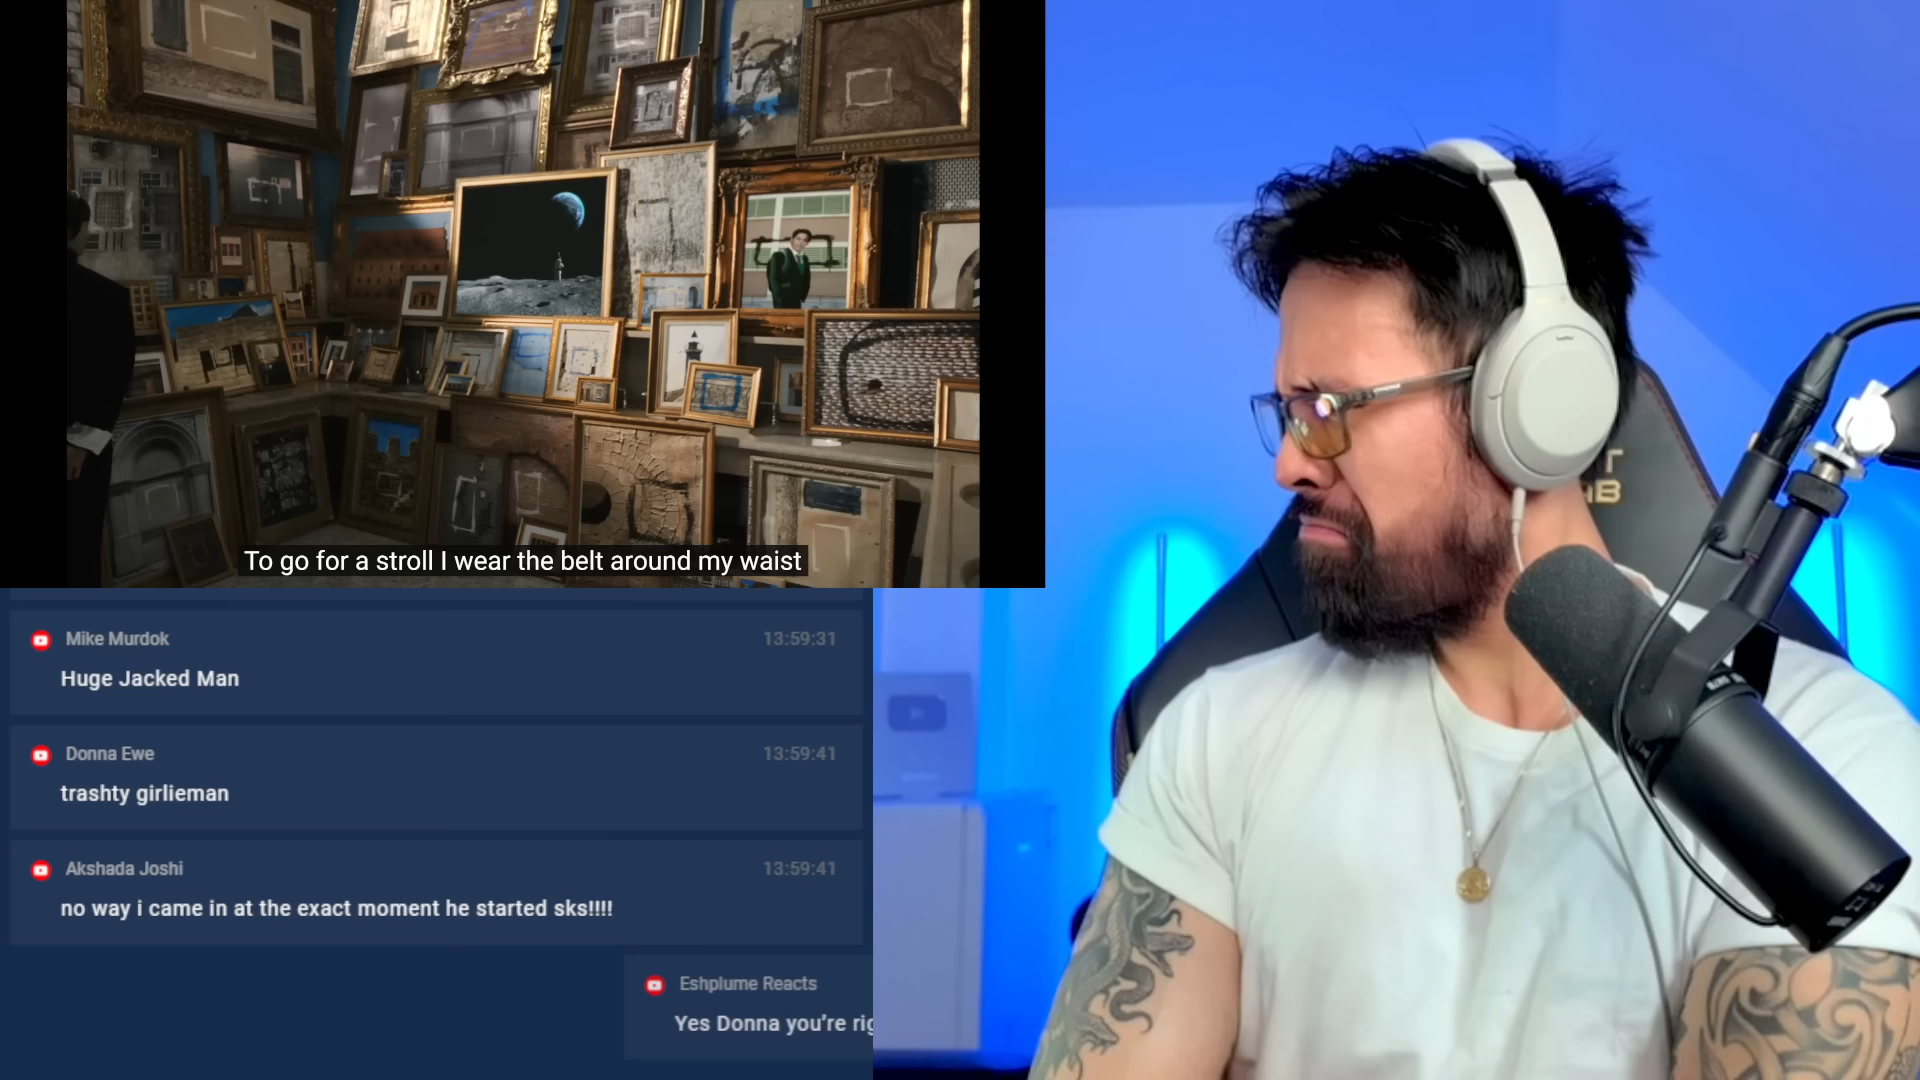 To go for a stroll I wear the belt around my waist
Mike Murdok 13:59:31
Huge Jacked Man
Donna Ewe 13:59:41
trashty girlieman
Akshada Joshi 13:59:41
no way i came in at the exact moment he started sks!!!!
Eshplume Reacts
Yes Donna you're rig